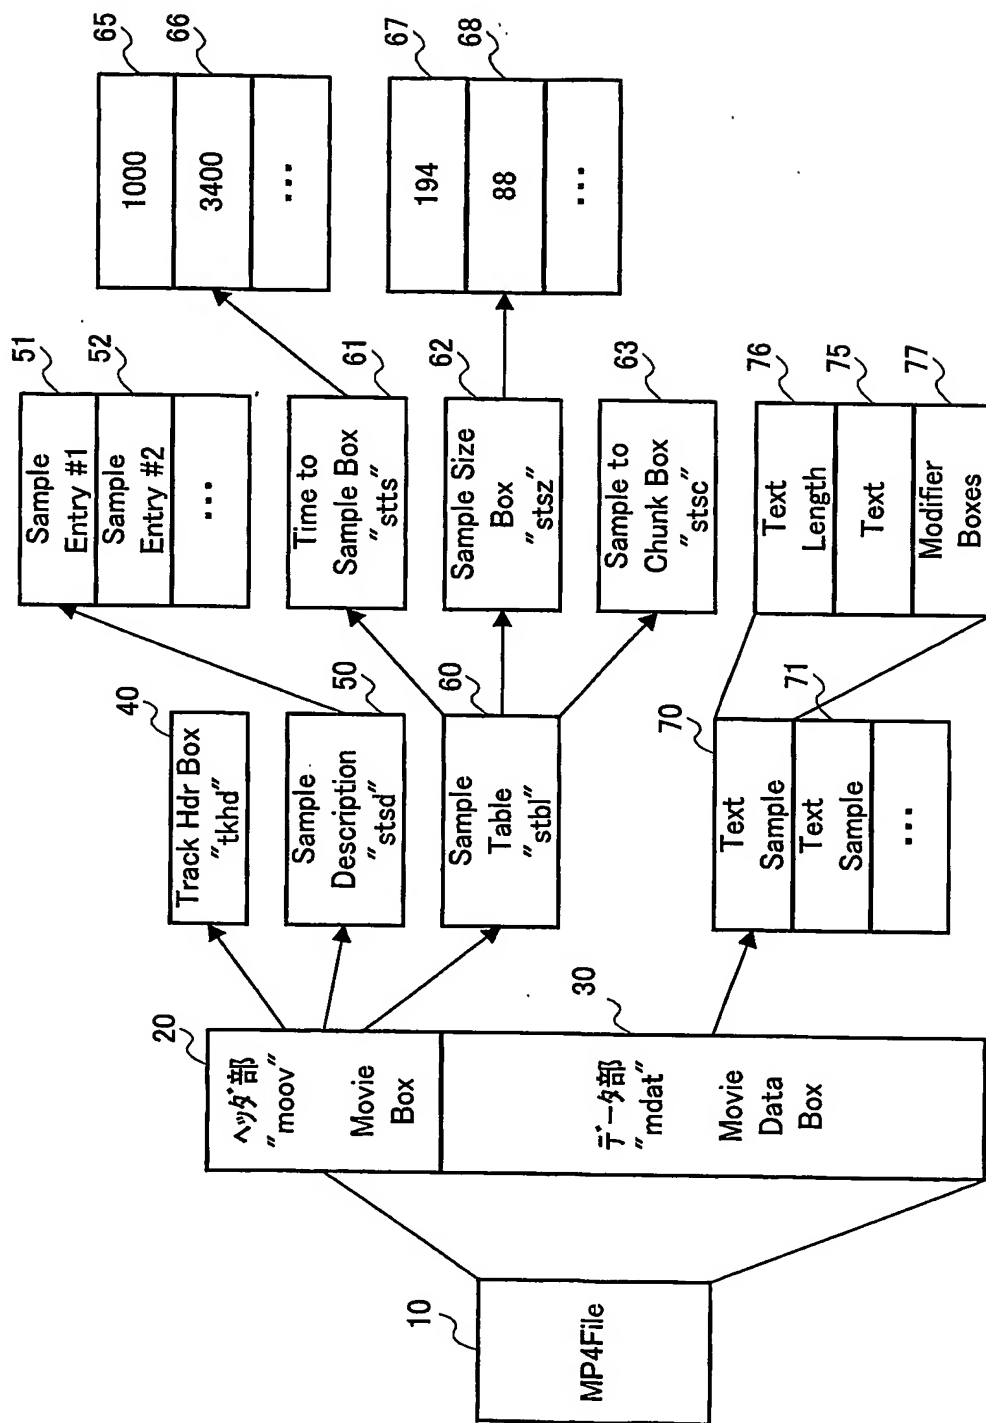 10
MP4File
20
ヘッダ部
"moov"
Movie
Box
30
データ部
"mdat"
Movie
Data
Box
40
Track Hdr Box
"tkhd"
50
Sample
Description
"stsd"
60
Sample
Table
"stbl"
70
Text
Sample
71
Text
Sample
...
51
Sample
Entry #1
52
Sample
Entry #2
...
61
Time to
Sample Box
"stts"
62
Sample Size
Box
"stsz"
63
Sample to
Chunk Box
"stsc"
76
Text
Length
75
Text
77
Modifier
Boxes
65
1000
66
3400
...
67
194
68
88
...